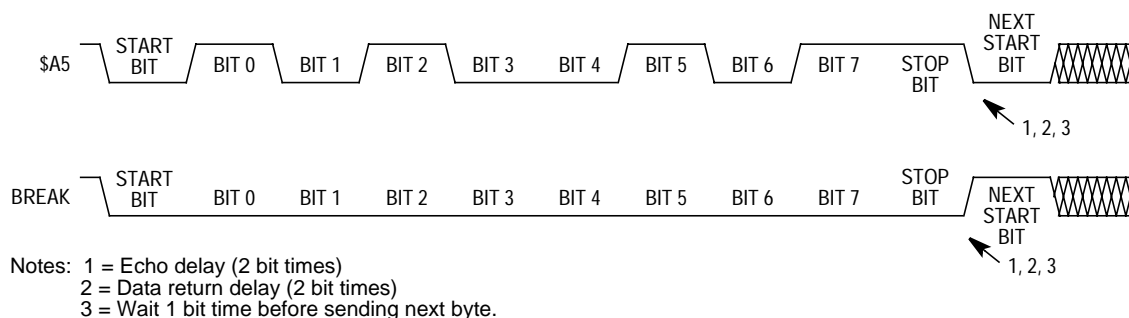 $A5
START BIT
BIT 0
BIT 1
BIT 2
BIT 3
BIT 4
BIT 5
BIT 6
BIT 7
STOP BIT
NEXT START BIT
1, 2, 3
BREAK
START BIT
BIT 0
BIT 1
BIT 2
BIT 3
BIT 4
BIT 5
BIT 6
BIT 7
STOP BIT
NEXT START BIT
1, 2, 3
Notes: 1 = Echo delay (2 bit times)
2 = Data return delay (2 bit times)
3 = Wait 1 bit time before sending next byte.